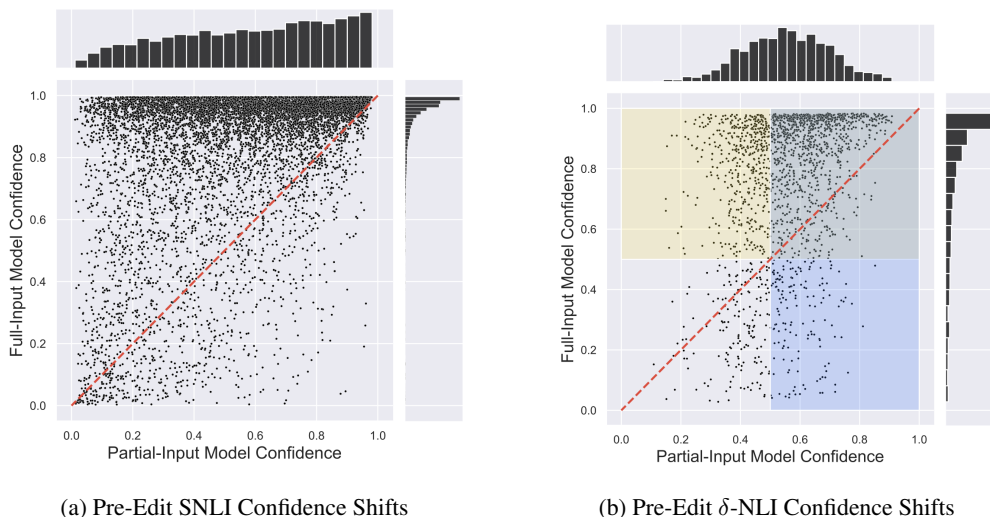 1.0
0.8
0.6
0.4
0.2
0.0
Full-Input Model Confidence
0.0 0.2 0.4 0.6 0.8 1.0
Partial-Input Model Confidence
(a) Pre-Edit SNLI Confidence Shifts
1.0
0.8
0.6
0.4
0.2
0.0
Full-Input Model Confidence
0.0 0.2 0.4 0.6 0.8 1.0
Partial-Input Model Confidence
(b) Pre-Edit δ-NLI Confidence Shifts